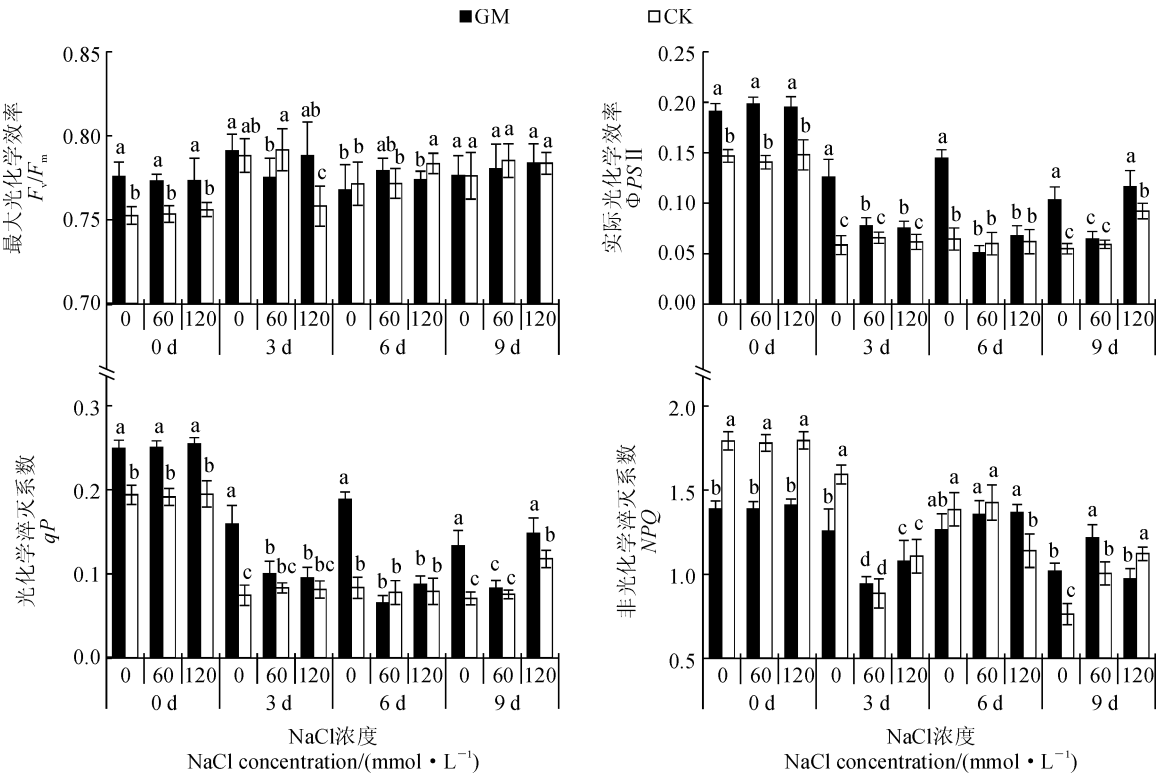 GM CK
最大光化学效率
Fv/Fm
0.85
0.80
0.75
0.70
a b a b a b a ab b a ab c b b ab b b a a a a a a a
0 60 120 0 60 120 0 60 120 0 60 120
0 d 3 d 6 d 9 d
实际光化学效率
ΦPSⅡ
0.25
0.20
0.15
0.10
0.05
0.00
a b a b a b a c b c b c a b b b b b a c c c a b
0 60 120 0 60 120 0 60 120 0 60 120
0 d 3 d 6 d 9 d
光化学淬灭系数
qP
0.3
0.2
0.1
0.0
a b a b a b a c b bc b bc a b b b b b a c c c a b
0 60 120 0 60 120 0 60 120 0 60 120
0 d 3 d 6 d 9 d
NaCl浓度
NaCl concentration/(mmol·L⁻¹)
非光化学淬灭系数
NPQ
2.0
1.5
1.0
0.5
b a b a b a b a d d c c ab a a a a b b c a b b a
0 60 120 0 60 120 0 60 120 0 60 120
0 d 3 d 6 d 9 d
NaCl浓度
NaCl concentration/(mmol·L⁻¹)